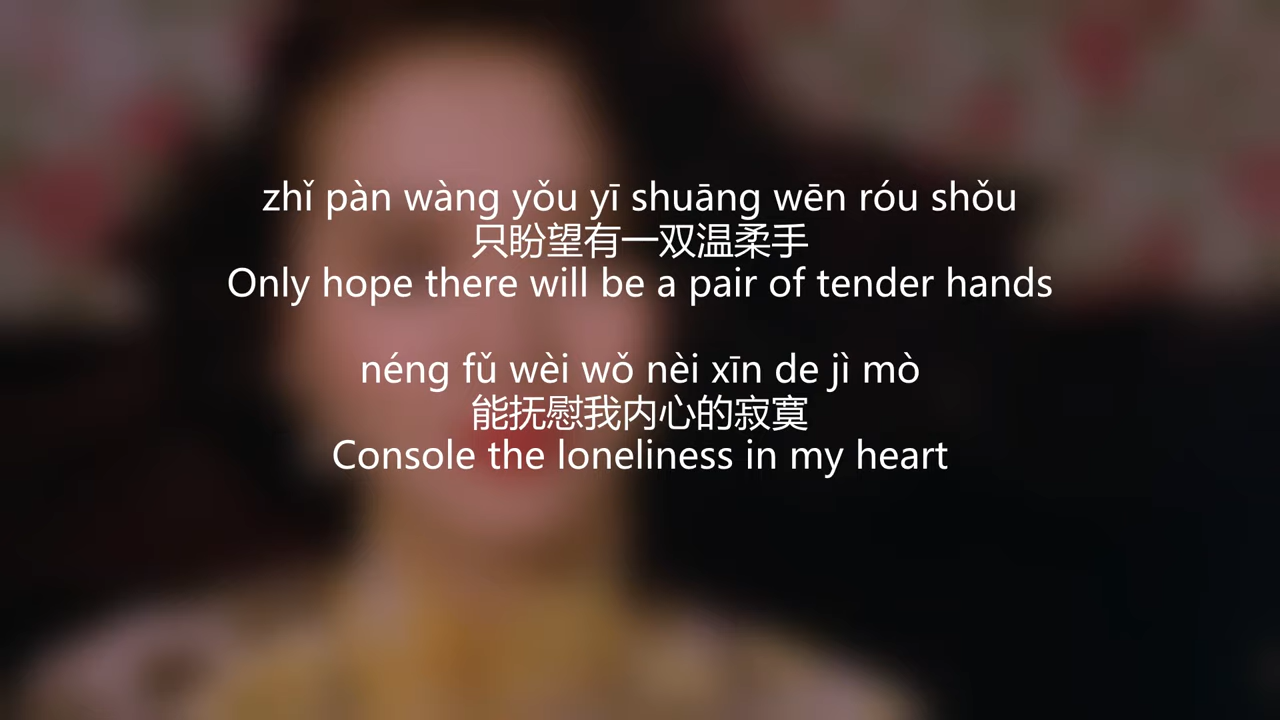 zhǐ pàn wàng yǒu yī shuāng wēn róu shǒu
只盼望有一双温柔手
Only hope there will be a pair of tender hands
néng fǔ wèi wǒ nèi xīn de jì mò
能抚慰我内心的寂寞
Console the loneliness in my heart